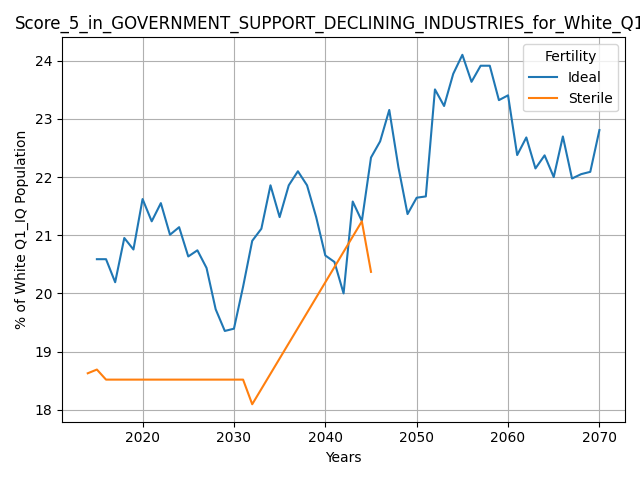 Score_5_in_GOVERNMENT_SUPPORT_DECLINING_INDUSTRIES_for_White_Q1
Fertility
Ideal
Sterile
% of White Q1_IQ Population
24
23
22
21
20
19
18
2020 2030 2040 2050 2060 2070
Years